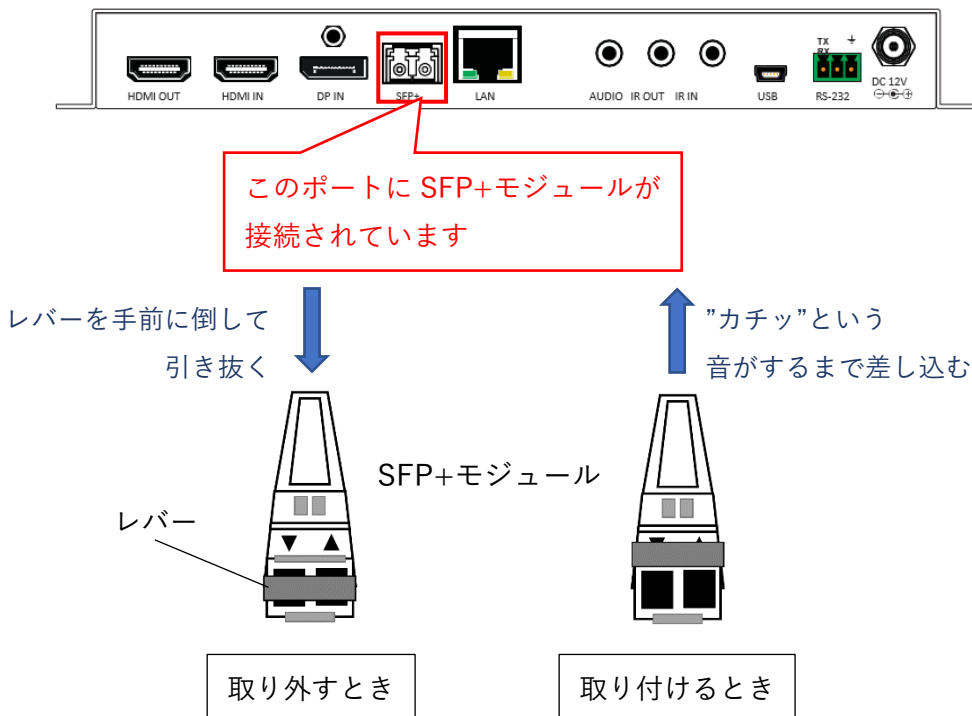 TX
RX
DC 12V
HDMI OUT HDMI IN DP IN SFP+ LAN AUDIO IR OUT IR IN USB RS-232
このポートに SFP+モジュールが
接続されています
レバーを手前に倒して
引き抜く
”カチッ”という
音がするまで差し込む
SFP+モジュール
レバー
取り外すとき
取り付けるとき